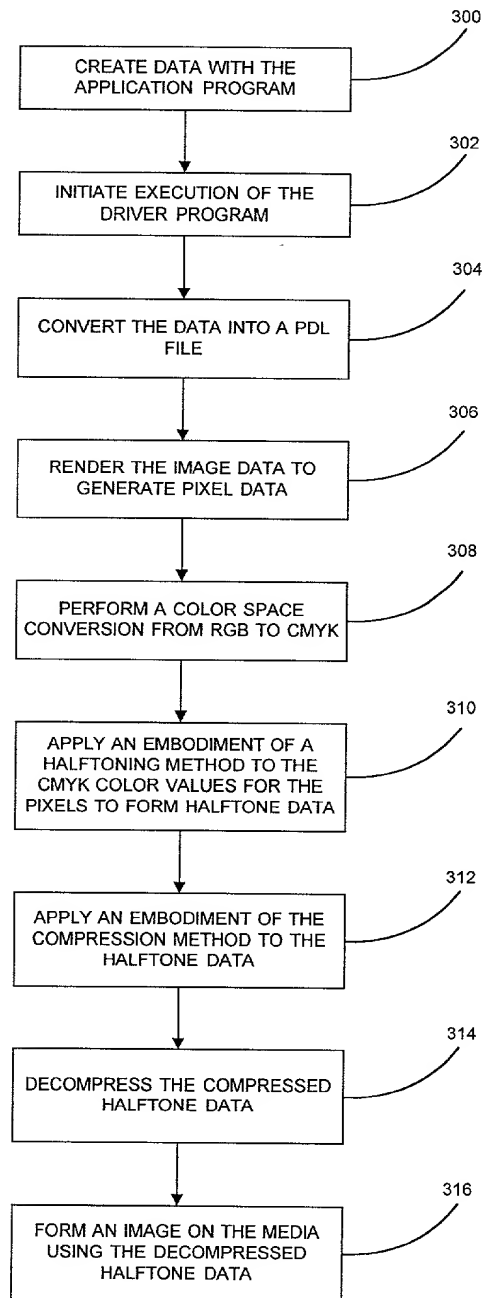 300
CREATE DATA WITH THE
APPLICATION PROGRAM
302
INITIATE EXECUTION OF THE
DRIVER PROGRAM
304
CONVERT THE DATA INTO A PDL
FILE
306
RENDER THE IMAGE DATA TO
GENERATE PIXEL DATA
308
PERFORM A COLOR SPACE
CONVERSION FROM RGB TO CMYK
310
APPLY AN EMBODIMENT OF A
HALFTONING METHOD TO THE
CMYK COLOR VALUES FOR THE
PIXELS TO FORM HALFTONE DATA
312
APPLY AN EMBODIMENT OF THE
COMPRESSION METHOD TO THE
HALFTONE DATA
314
DECOMPRESS THE COMPRESSED
HALFTONE DATA
316
FORM AN IMAGE ON THE MEDIA
USING THE DECOMPRESSED
HALFTONE DATA